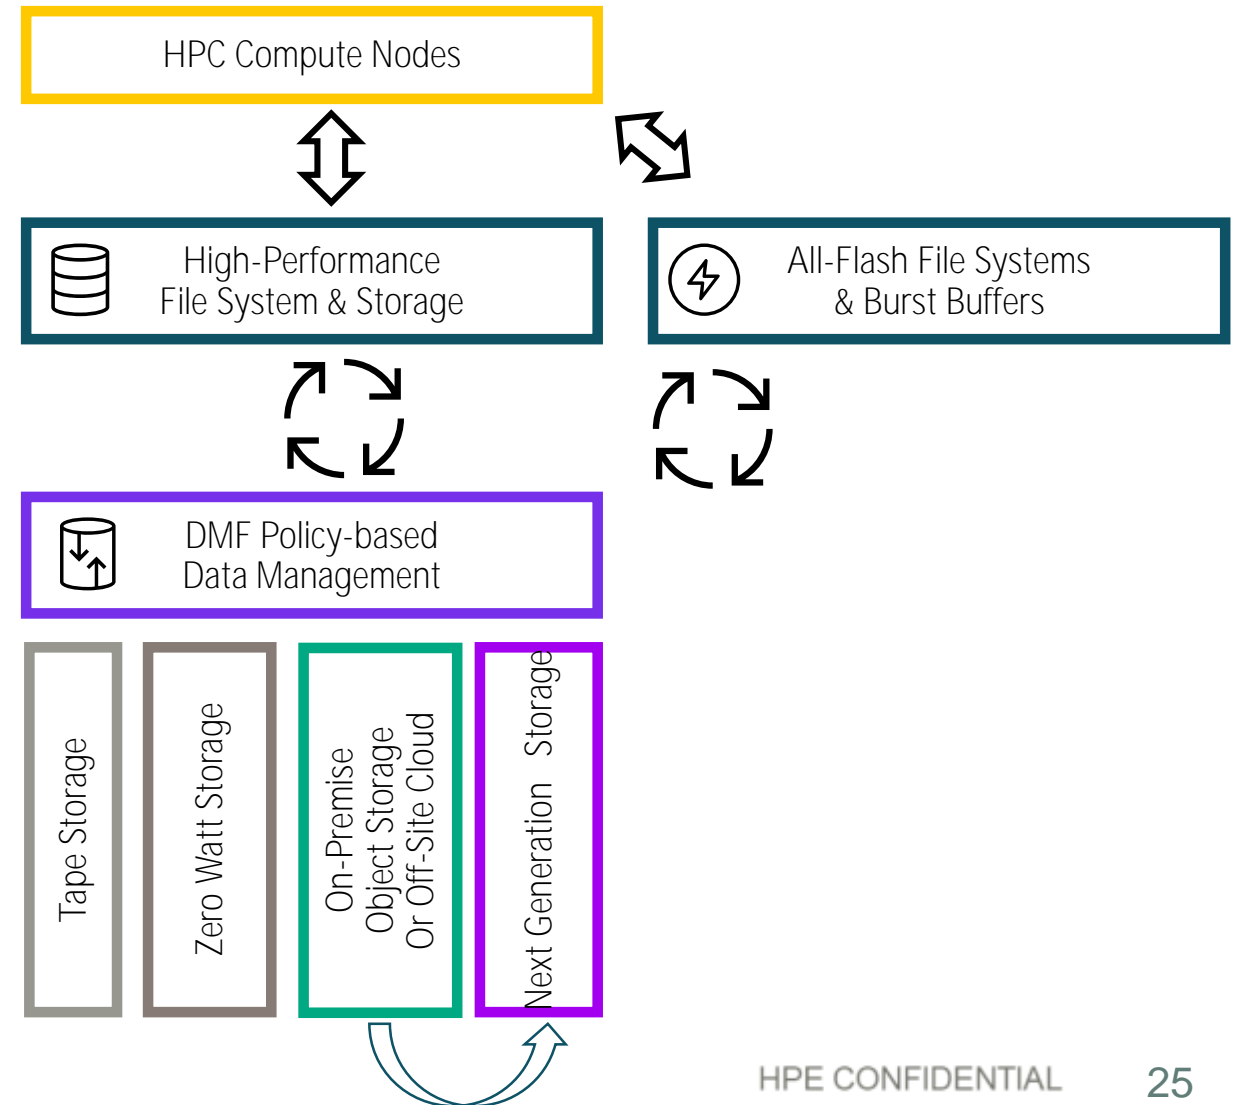 HPC Compute Nodes
High-Performance
File System & Storage
All-Flash File Systems
& Burst Buffers
DMF Policy-based
Data Management
Tape Storage
Zero Watt Storage
On-Premise
Object Storage
Or Off-Site Cloud
Next Generation Storage
HPE CONFIDENTIAL
25